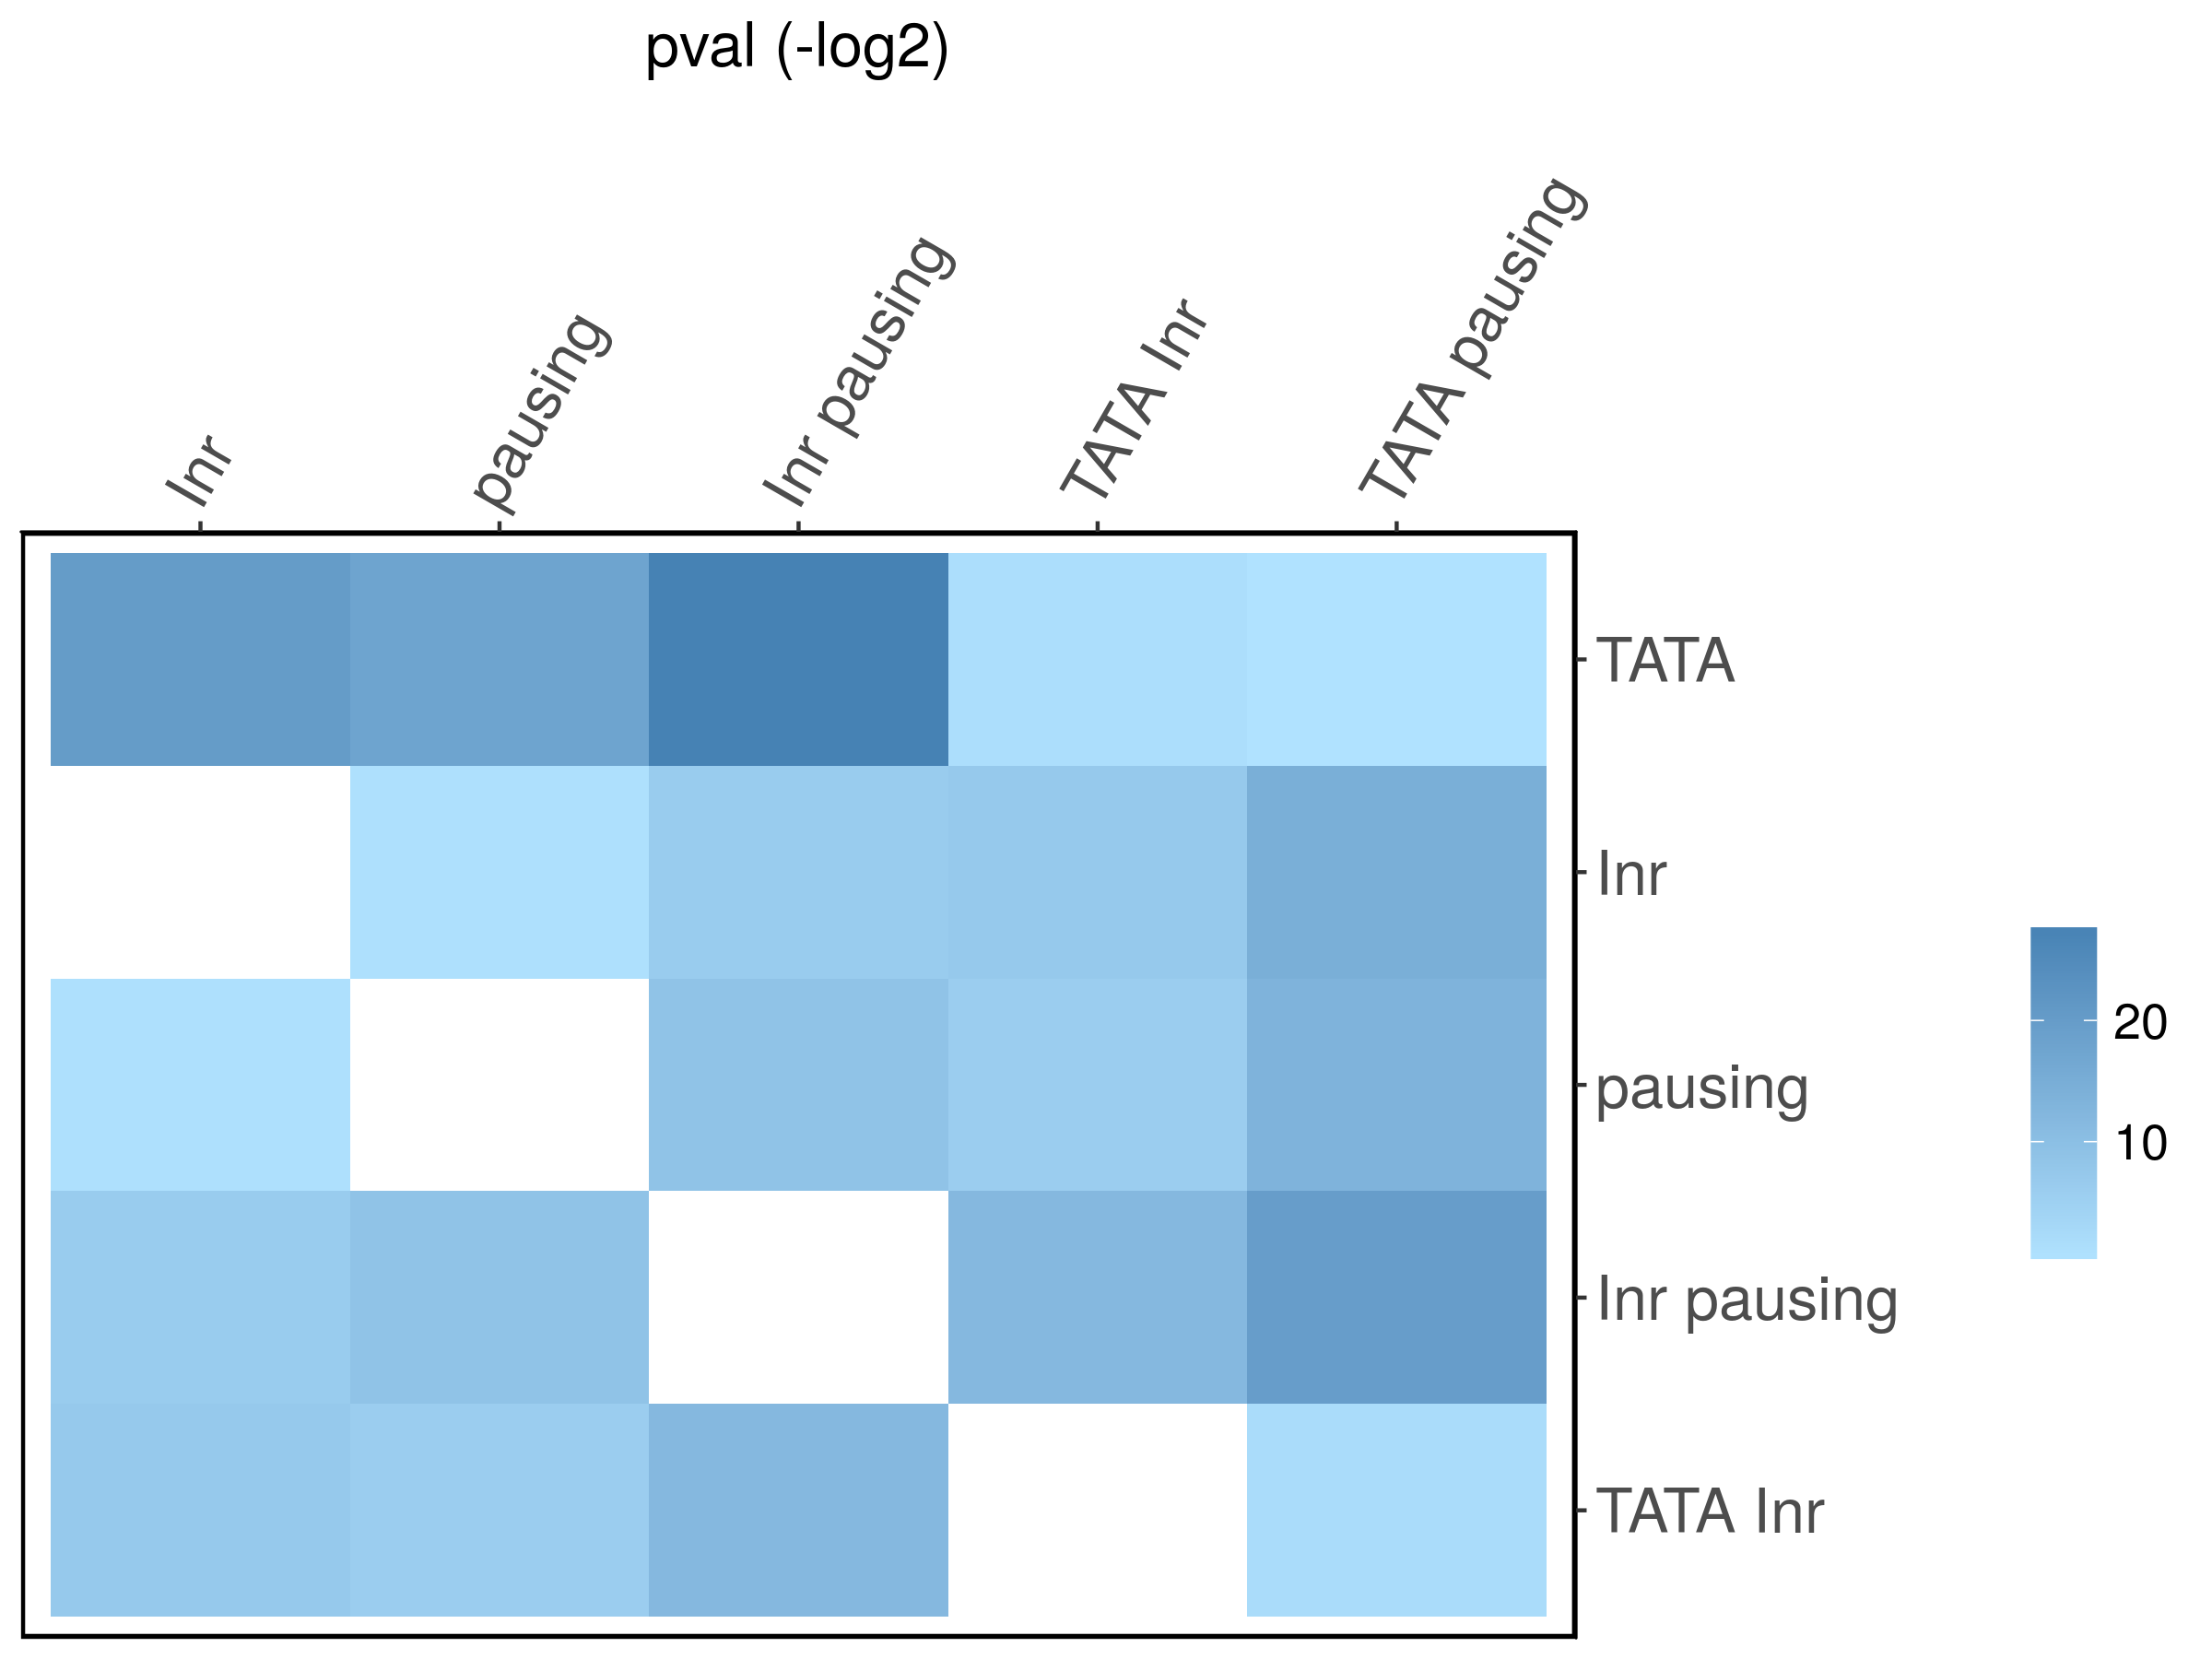 pval (-log2)
Inr
pausing
Inr pausing
TATA Inr
TATA pausing
TATA
Inr
pausing
Inr pausing
TATA Inr
20
10